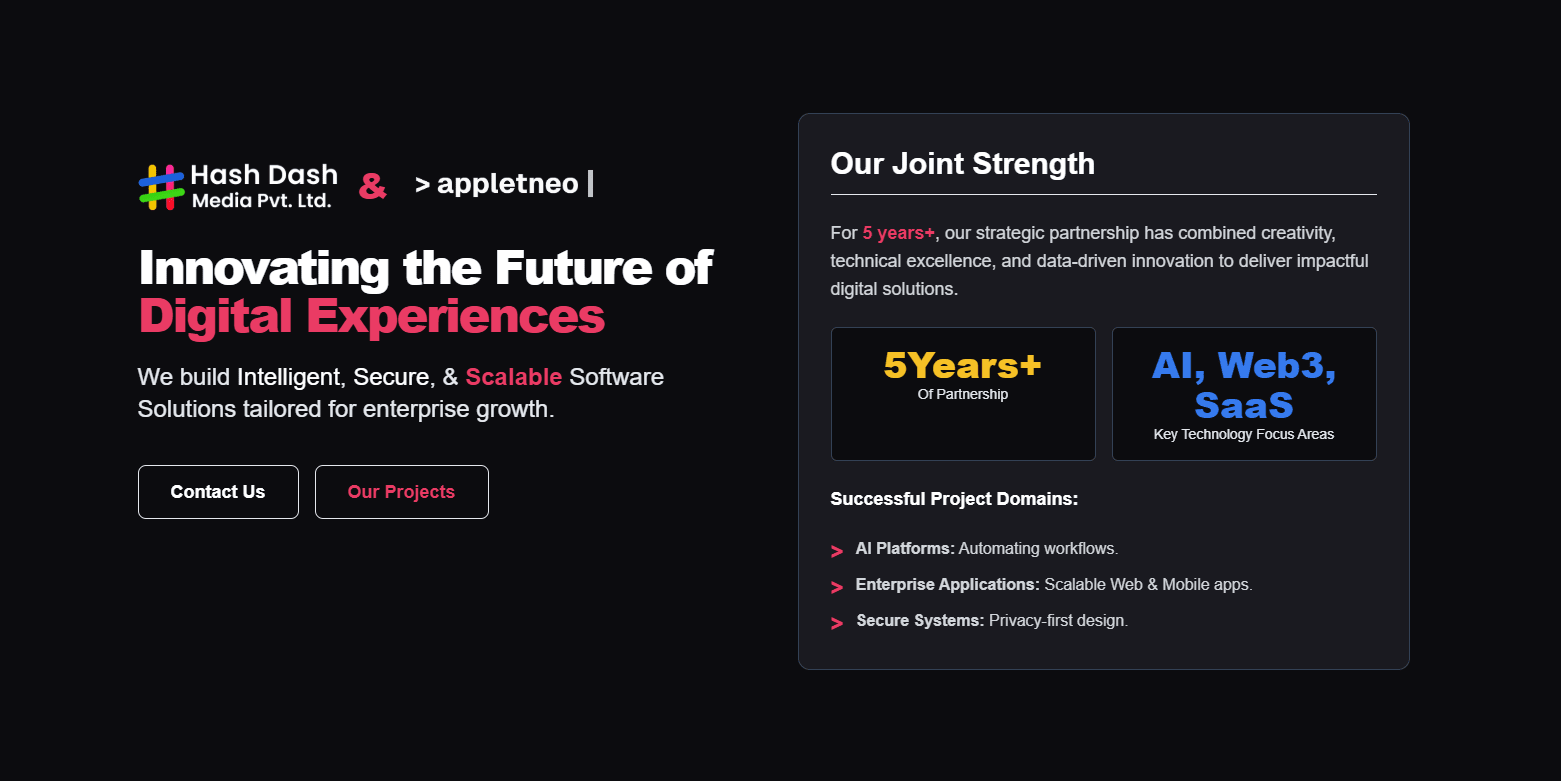 Hash Dash
Media Pvt. Ltd.
&
> appletneo |
Innovating the Future of
Digital Experiences
We build Intelligent, Secure, & Scalable Software
Solutions tailored for enterprise growth.
Contact Us
Our Projects
Our Joint Strength
For 5 years+, our strategic partnership has combined creativity,
technical excellence, and data-driven innovation to deliver impactful
digital solutions.
5Years+
Of Partnership
AI, Web3,
SaaS
Key Technology Focus Areas
Successful Project Domains:
> AI Platforms: Automating workflows.
> Enterprise Applications: Scalable Web & Mobile apps.
> Secure Systems: Privacy-first design.